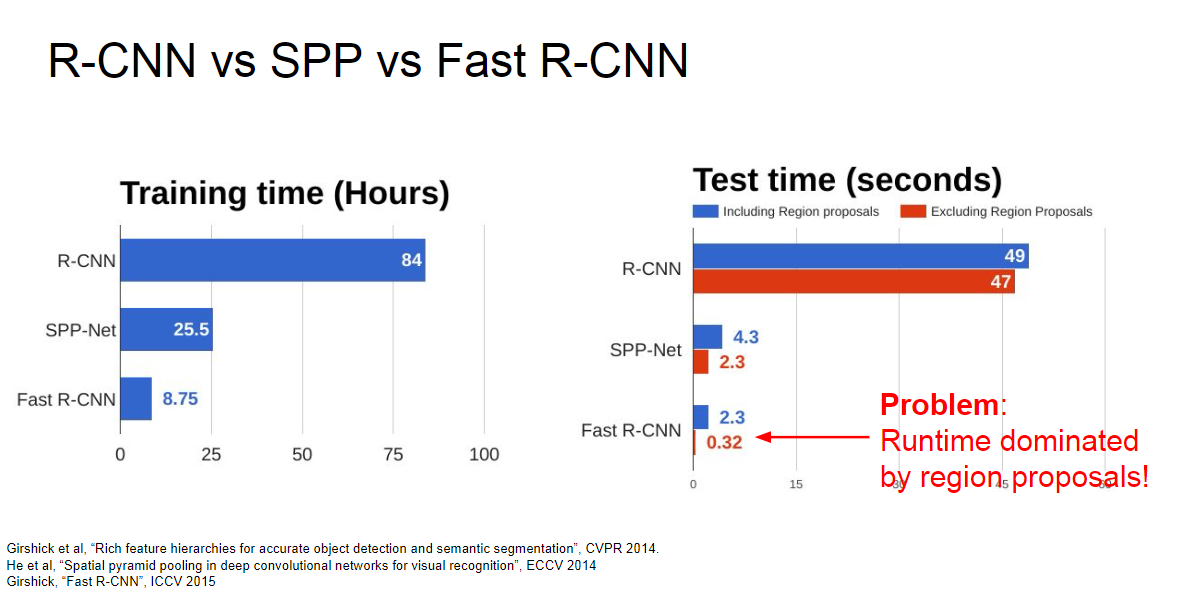 R-CNN vs SPP vs Fast R-CNN
Training time (Hours)
R-CNN
84
SPP-Net
25.5
Fast R-CNN
8.75
0 25 50 75 100
Test time (seconds)
Including Region proposals Excluding Region Proposals
R-CNN
49
47
SPP-Net
4.3
2.3
Fast R-CNN
2.3
0.32
0 15 30 45 60
Problem:
Runtime dominated
by region proposals!
Girshick et al, “Rich feature hierarchies for accurate object detection and semantic segmentation”, CVPR 2014.
He et al, “Spatial pyramid pooling in deep convolutional networks for visual recognition”, ECCV 2014
Girshick, “Fast R-CNN”, ICCV 2015